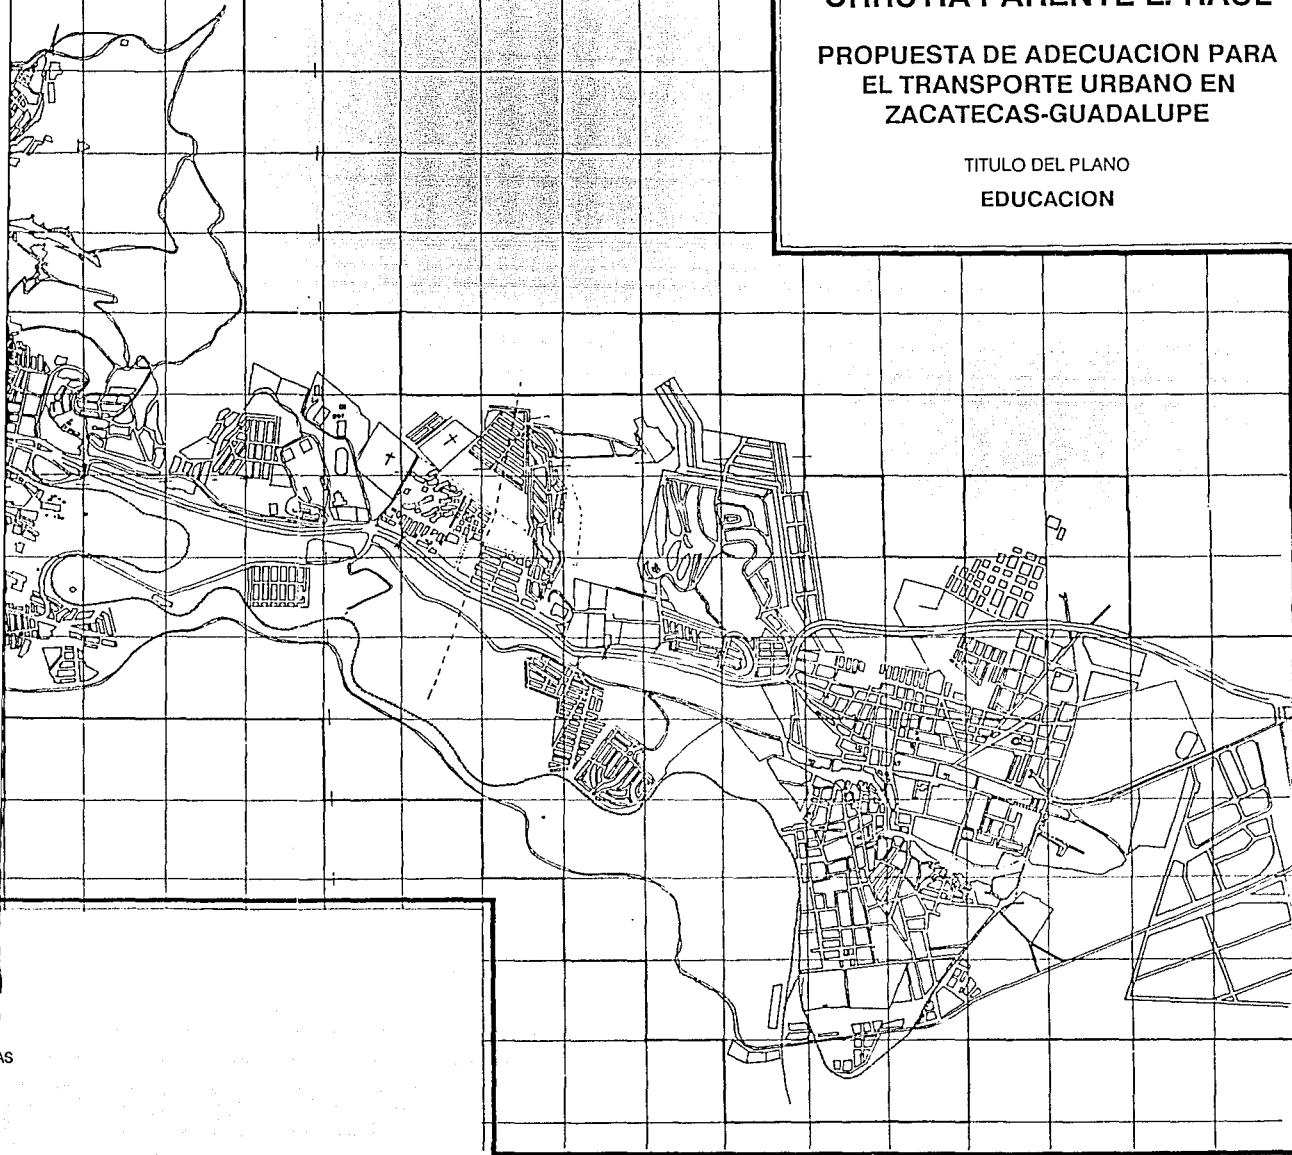 PROPUESTA DE ADECUACION PARA
EL TRANSPORTE URBANO EN
ZACATECAS-GUADALUPE
TITULO DEL PLANO
EDUCACION